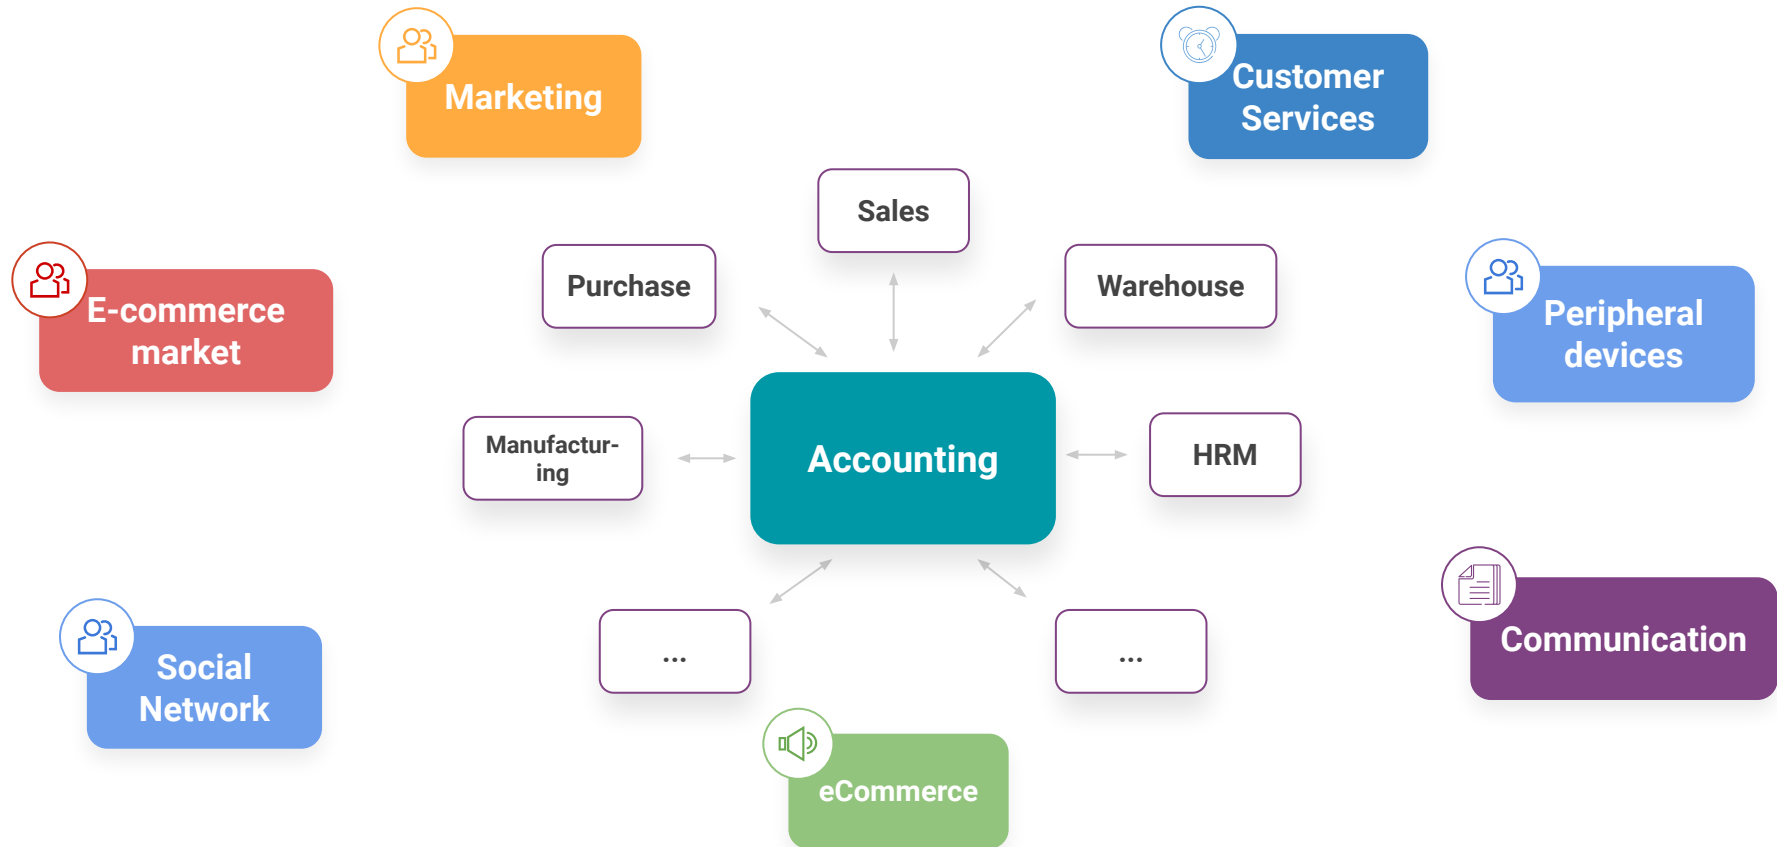 Marketing
Customer
Services
Sales
Purchase
Warehouse
E-commerce
market
Peripheral
devices
Manufactur-
ing
Accounting
HRM
Social
Network
...
...
Communication
eCommerce